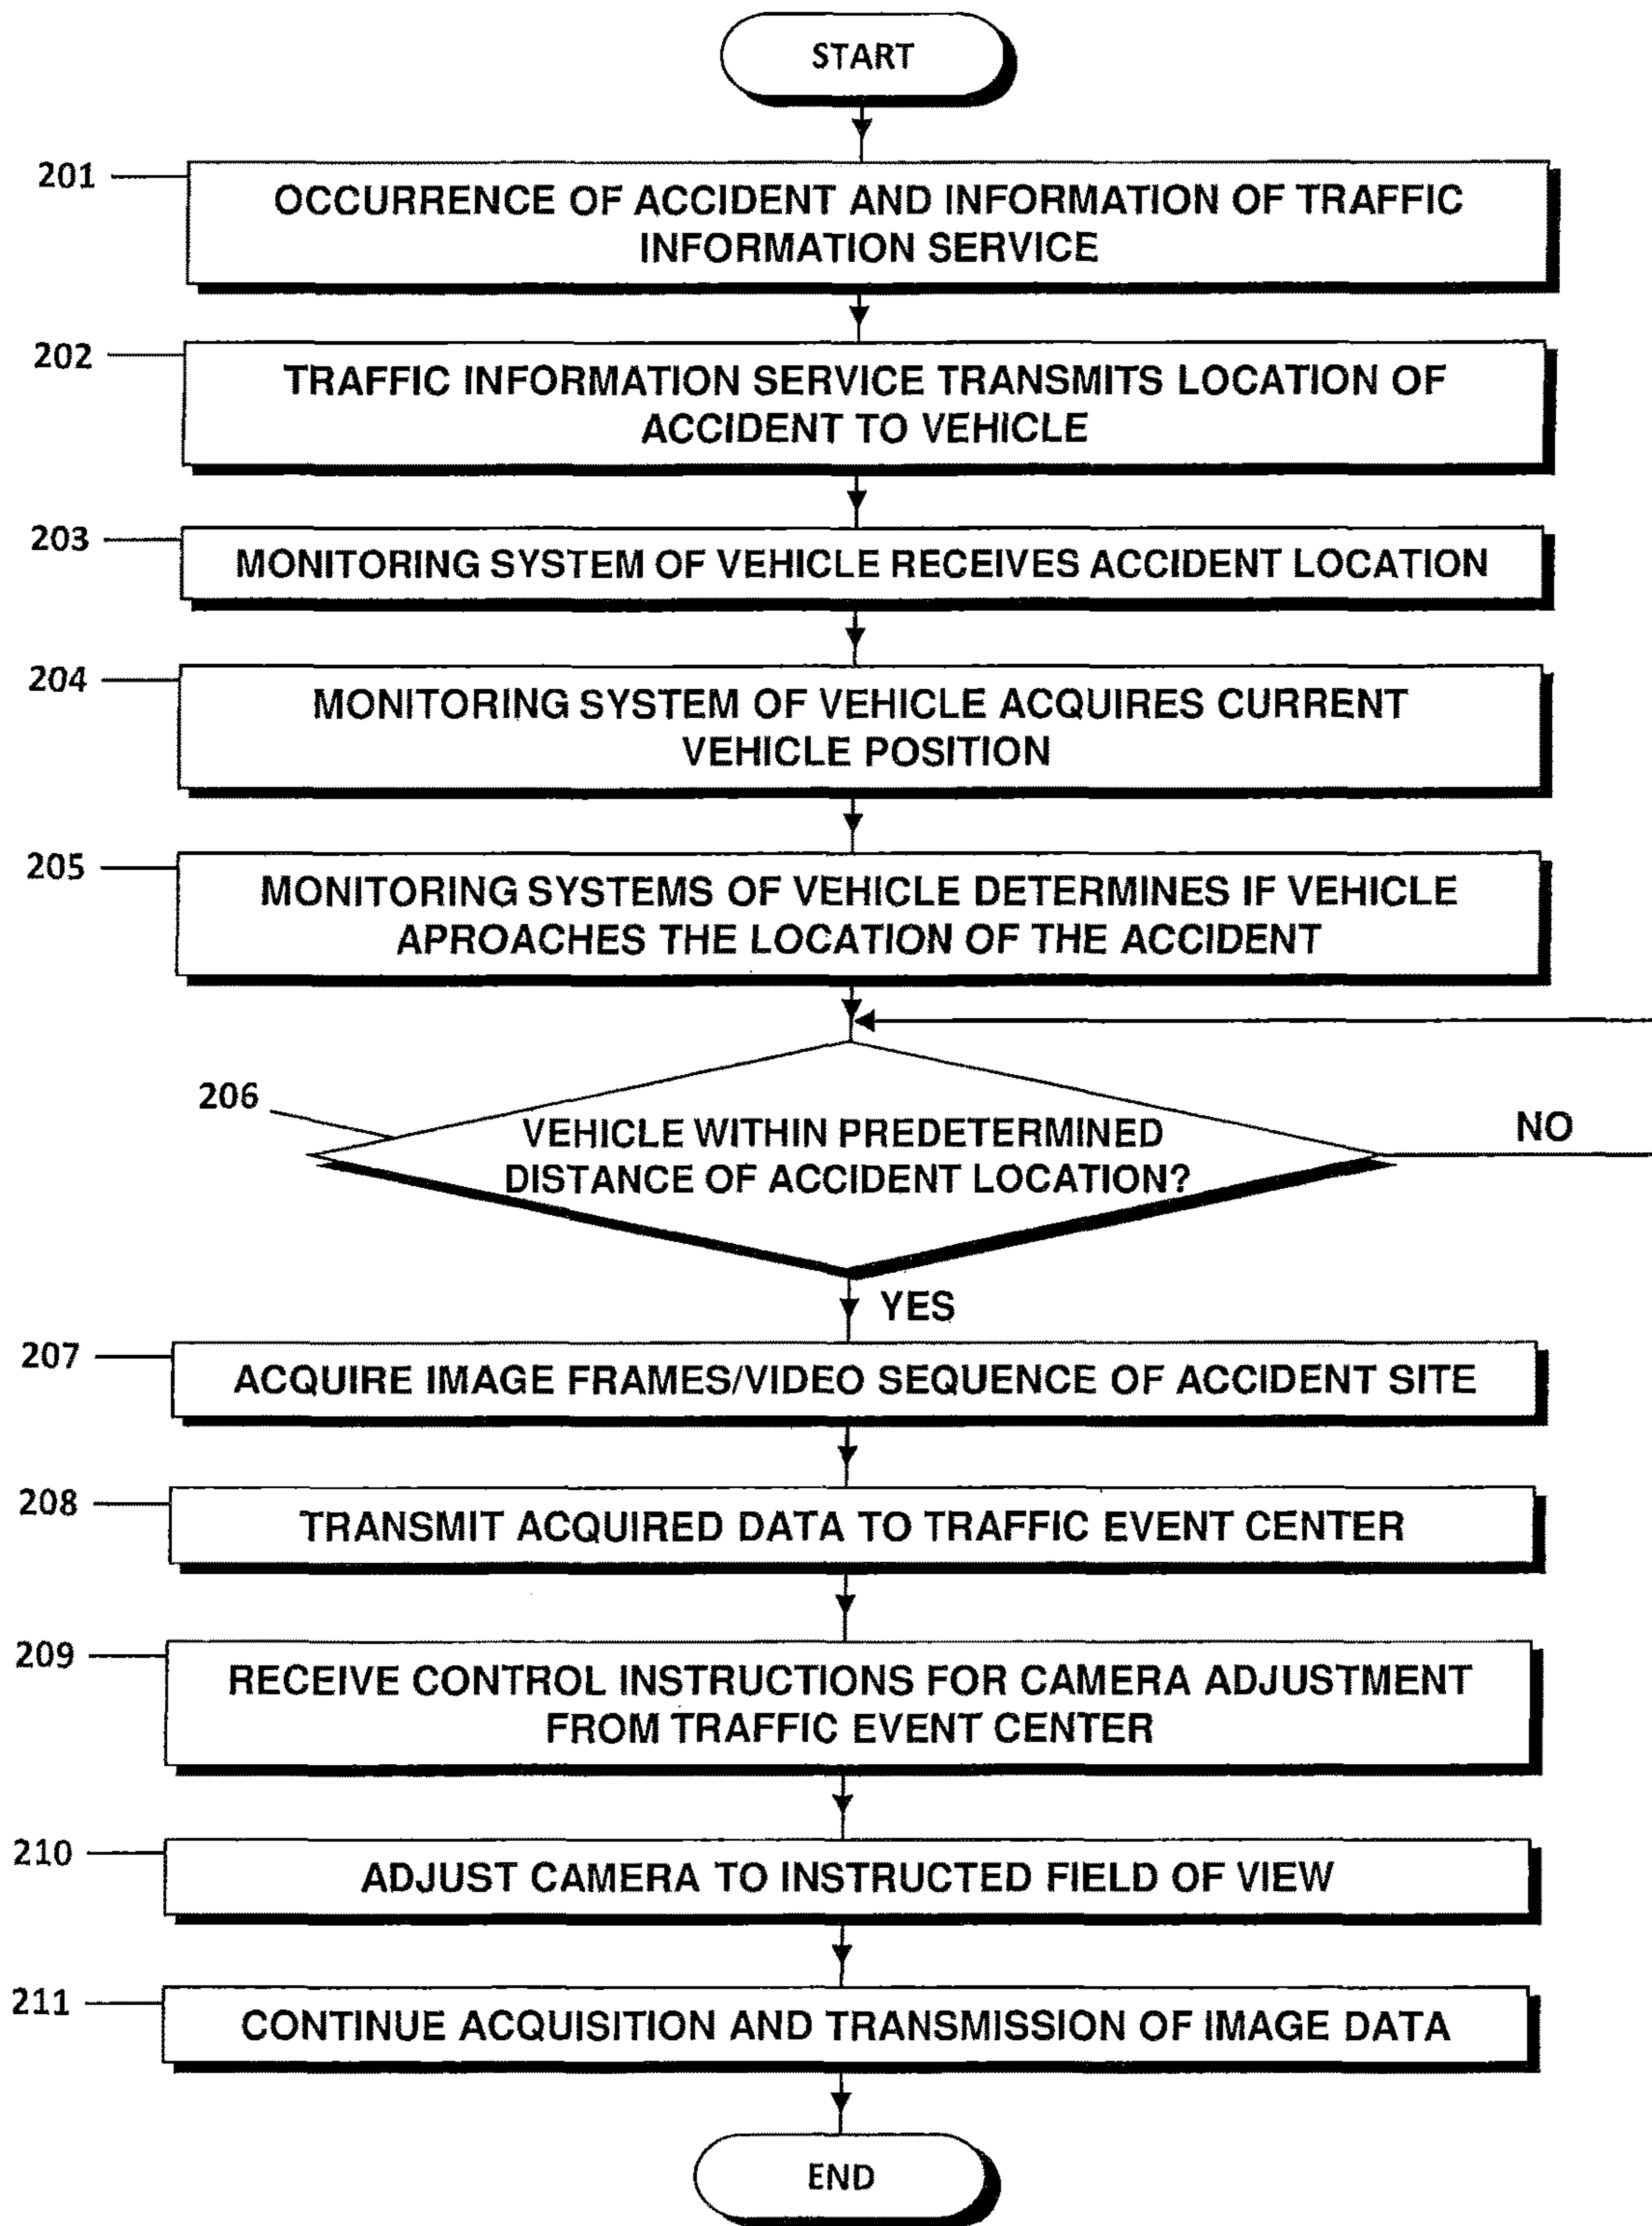 START
201
OCCURRENCE OF ACCIDENT AND INFORMATION OF TRAFFIC
INFORMATION SERVICE
202
TRAFFIC INFORMATION SERVICE TRANSMITS LOCATION OF
ACCIDENT TO VEHICLE
203
MONITORING SYSTEM OF VEHICLE RECEIVES ACCIDENT LOCATION
204
MONITORING SYSTEM OF VEHICLE ACQUIRES CURRENT
VEHICLE POSITION
205
MONITORING SYSTEMS OF VEHICLE DETERMINES IF VEHICLE
APROACHES THE LOCATION OF THE ACCIDENT
206
VEHICLE WITHIN PREDETERMINED
DISTANCE OF ACCIDENT LOCATION?
NO
YES
207
ACQUIRE IMAGE FRAMES/VIDEO SEQUENCE OF ACCIDENT SITE
208
TRANSMIT ACQUIRED DATA TO TRAFFIC EVENT CENTER
209
RECEIVE CONTROL INSTRUCTIONS FOR CAMERA ADJUSTMENT
FROM TRAFFIC EVENT CENTER
210
ADJUST CAMERA TO INSTRUCTED FIELD OF VIEW
211
CONTINUE ACQUISITION AND TRANSMISSION OF IMAGE DATA
END